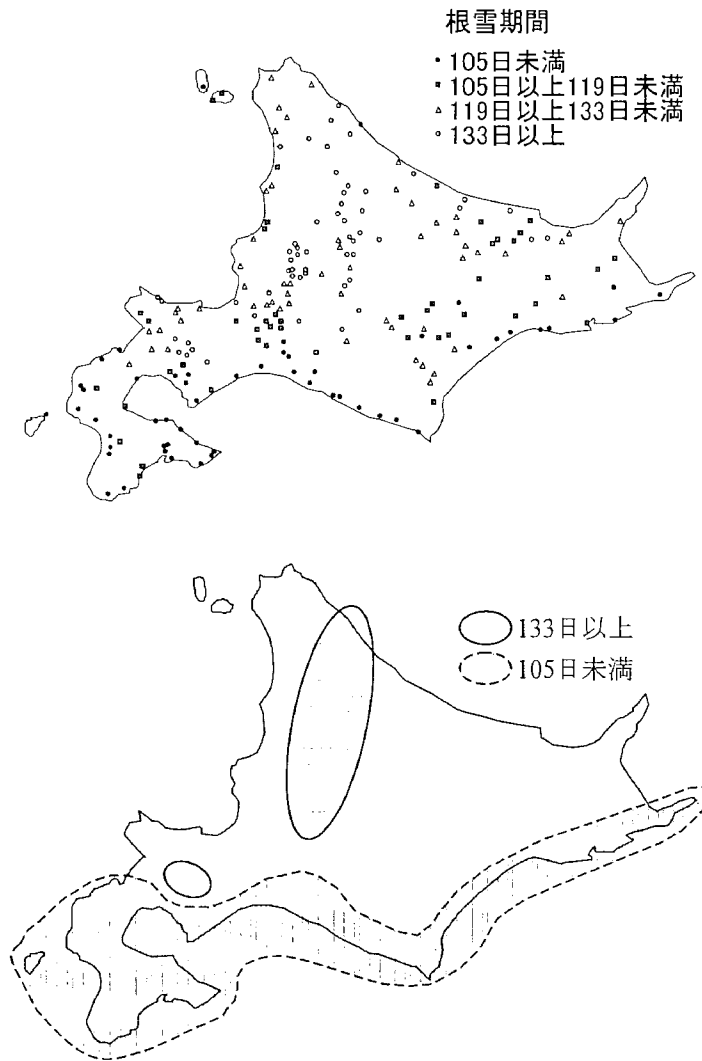 根雪期間
• 105日未満
▪ 105日以上119日未満
△ 119日以上133日未満
○ 133日以上
133日以上
105日未満